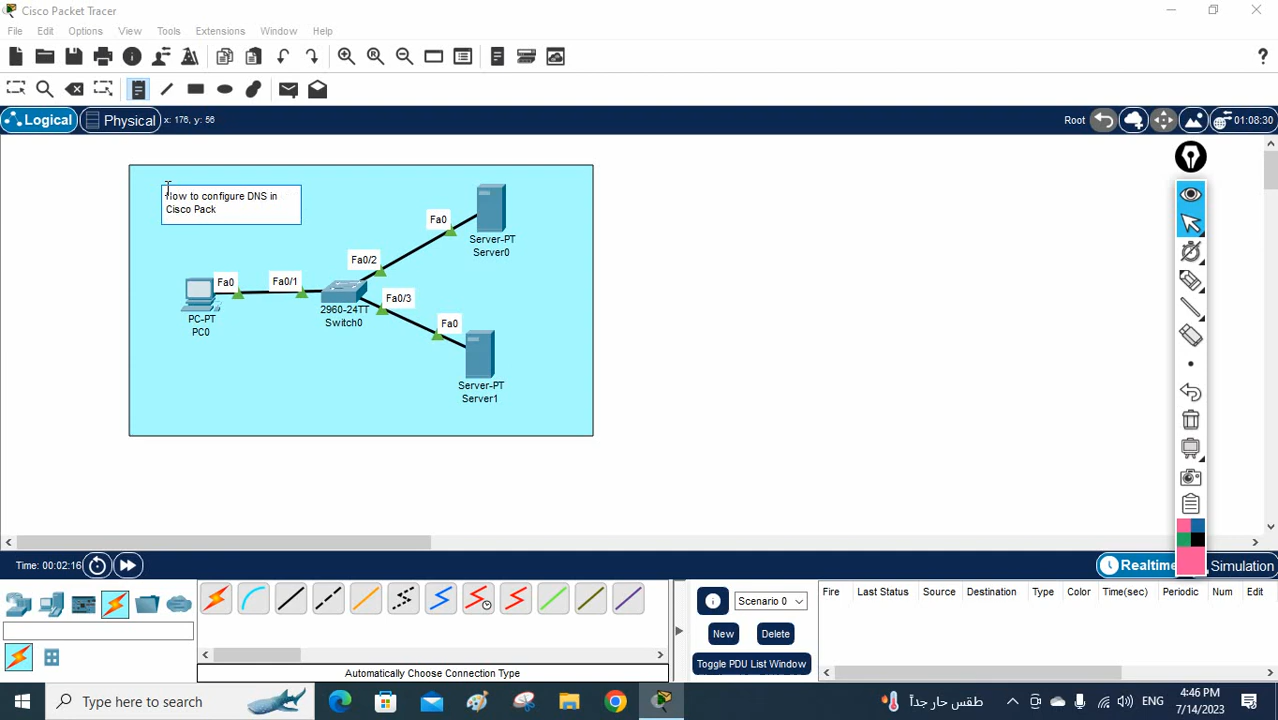 Cisco Packet Tracer
File Edit Options View Tools Extensions Window Help
Logical Physical x: 176, y: 56 Root 01:08:30
How to configure DNS in
Cisco Pack
Fa0
Server-PT
Server0
Fa0/2
Fa0 Fa0/1
Fa0/3
2960-24TT
Switch0
PC-PT
PC0
Fa0
Server-PT
Server1
Time: 00:02:16 Realtime Simulation
Scenario 0
Fire Last Status Source Destination Type Color Time(sec) Periodic Num Edit
New Delete
Toggle PDU List Window
Automatically Choose Connection Type
Type here to search
طقس حار جداً
ENG
4:46 PM
7/14/2023